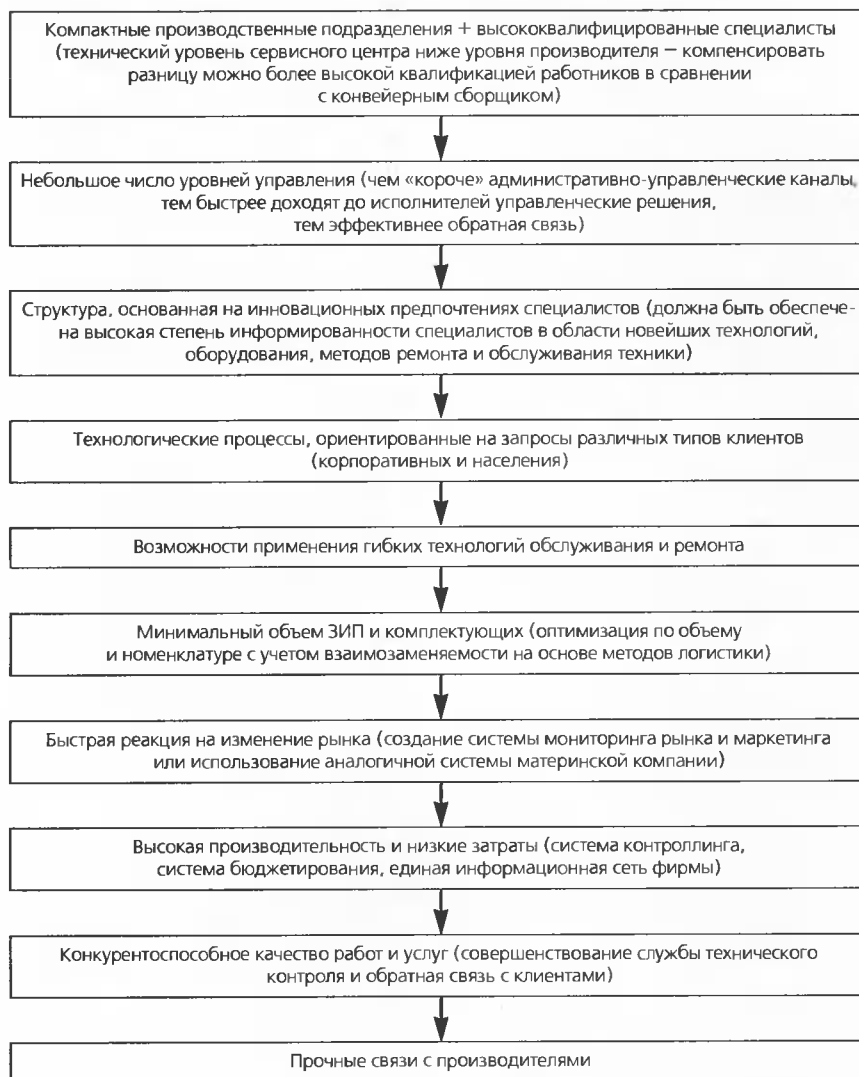 Компактные производственные подразделения + высококвалифицированные специалисты
(технический уровень сервисного центра ниже уровня производителя – компенсировать
разницу можно более высокой квалификацией работников в сравнении
с конвейерным сборщиком)
Небольшое число уровней управления (чем «короче» административно-управленческие каналы,
тем быстрее доходят до исполнителей управленческие решения,
тем эффективнее обратная связь)
Структура, основанная на инновационных предпочтениях специалистов (должна быть обеспече-
на высокая степень информированности специалистов в области новейших технологий,
оборудования, методов ремонта и обслуживания техники)
Технологические процессы, ориентированные на запросы различных типов клиентов
(корпоративных и населения)
Возможности применения гибких технологий обслуживания и ремонта
Минимальный объем ЗИП и комплектующих (оптимизация по объему
и номенклатуре с учетом взаимозаменяемости на основе методов логистики)
Быстрая реакция на изменение рынка (создание системы мониторинга рынка и маркетинга
или использование аналогичной системы материнской компании)
Высокая производительность и низкие затраты (система контроллинга,
система бюджетирования, единая информационная сеть фирмы)
Конкурентоспособное качество работ и услуг (совершенствование службы технического
контроля и обратная связь с клиентами)
Прочные связи с производителями